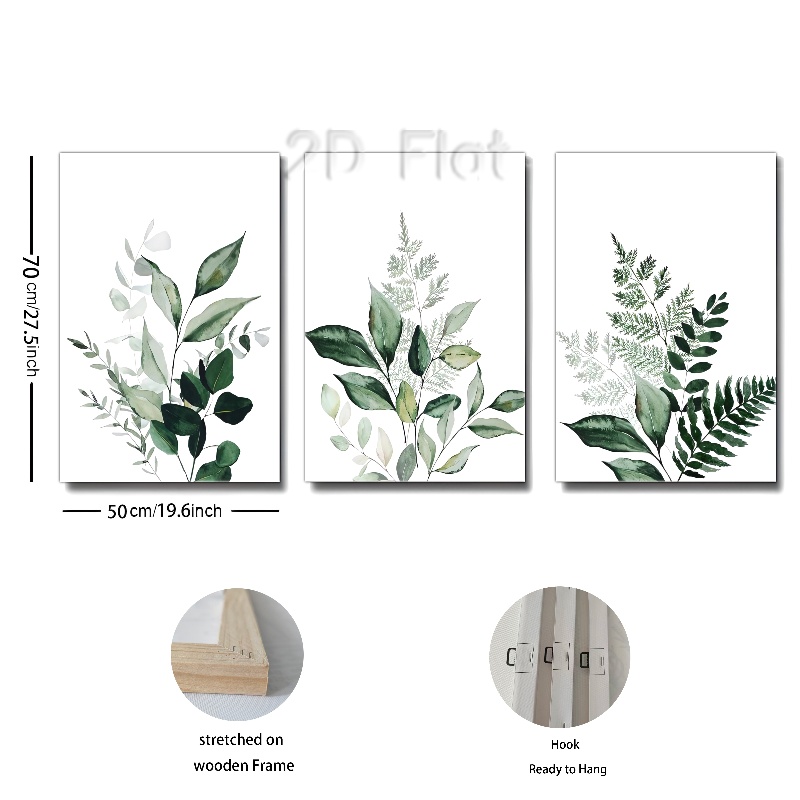 2D Flat
70 cm/27.5inch
50cm/19.6inch
stretched on
wooden Frame
Hook
Ready to Hang